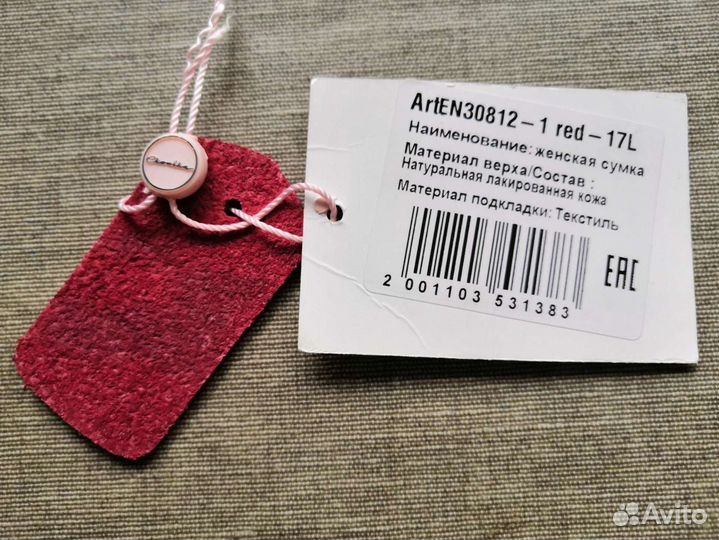 ArtEN30812–1 red–17L
Наименование: женская сумка
Материал верха/Состав :
Натуральная лакированная кожа
Материал подкладки: Текстиль
2 001103 531383
EAC
Avito